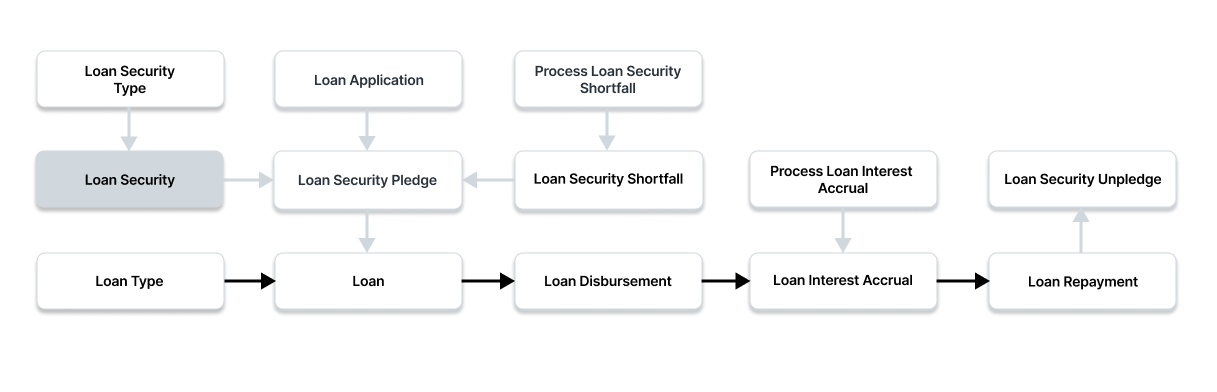 Loan Security
Type
Loan Application
Process Loan Security
Shortfall
Loan Security
Loan Security Pledge
Loan Security Shortfall
Process Loan Interest
Accrual
Loan Security Unpledge
Loan Type
Loan
Loan Disbursement
Loan Interest Accrual
Loan Repayment